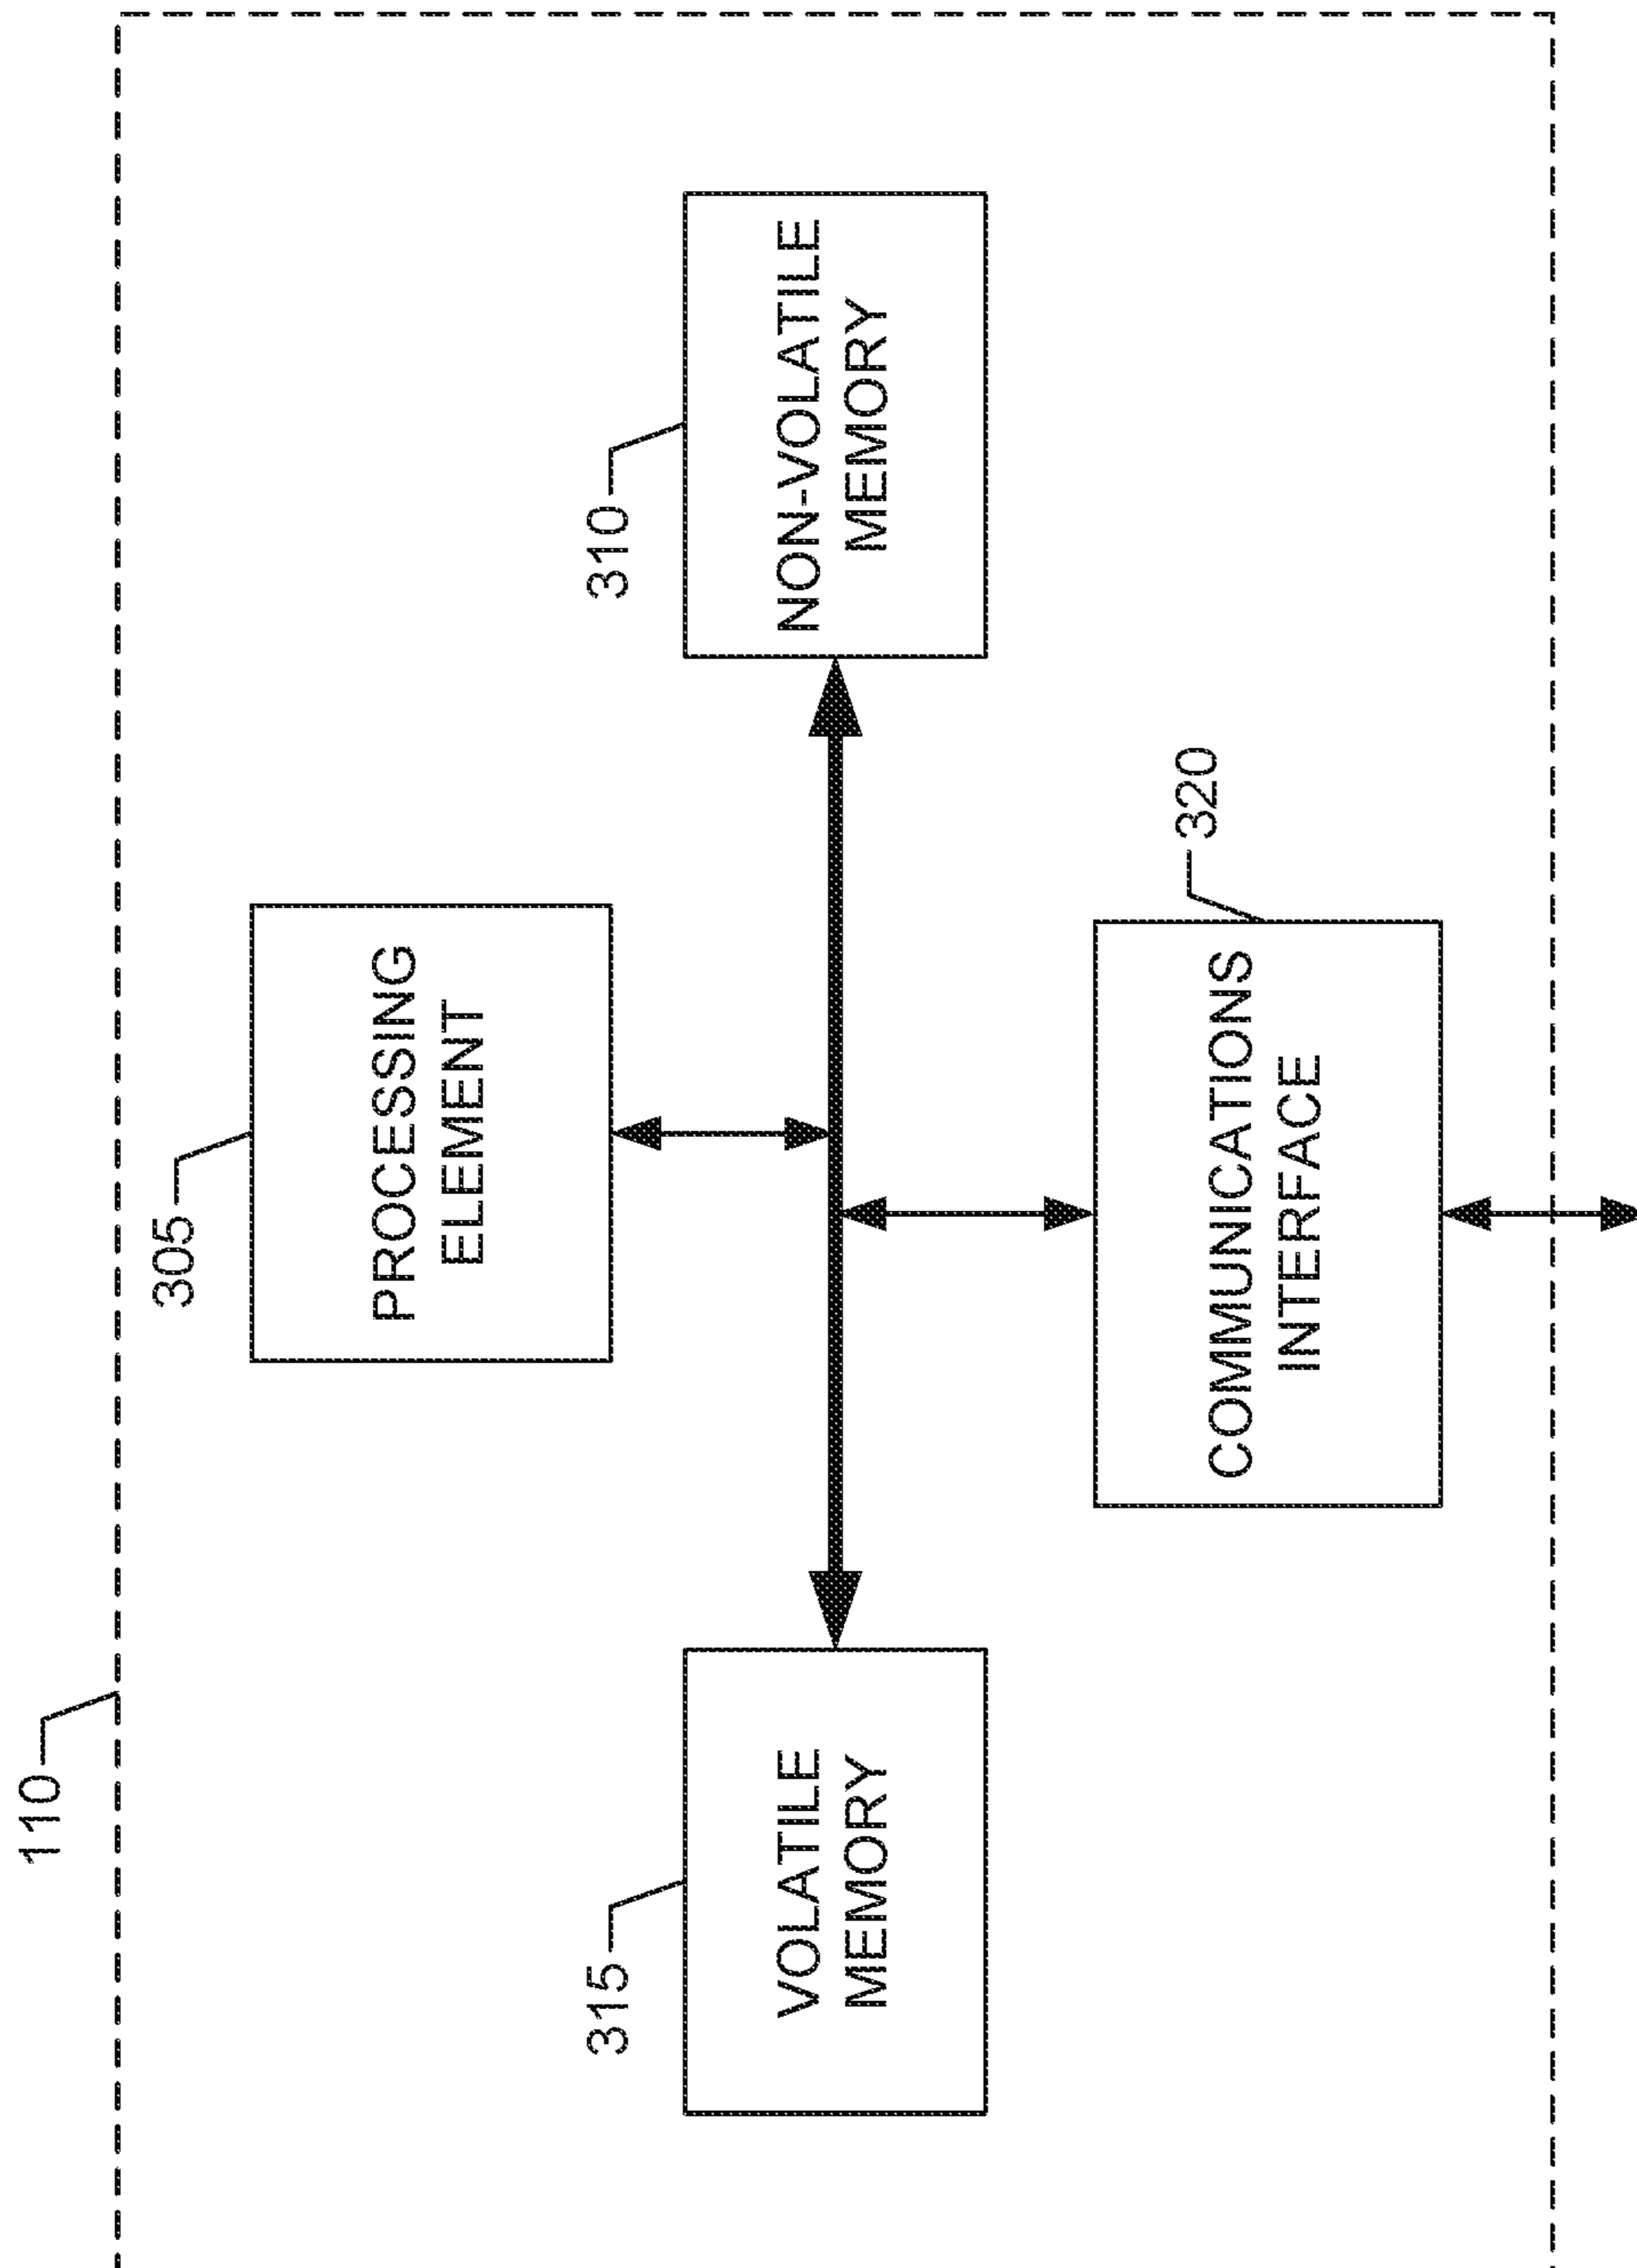 110
305
PROCESSING
ELEMENT
315
VOLATILE
MEMORY
310
NON-VOLATILE
MEMORY
320
COMMUNICATIONS
INTERFACE